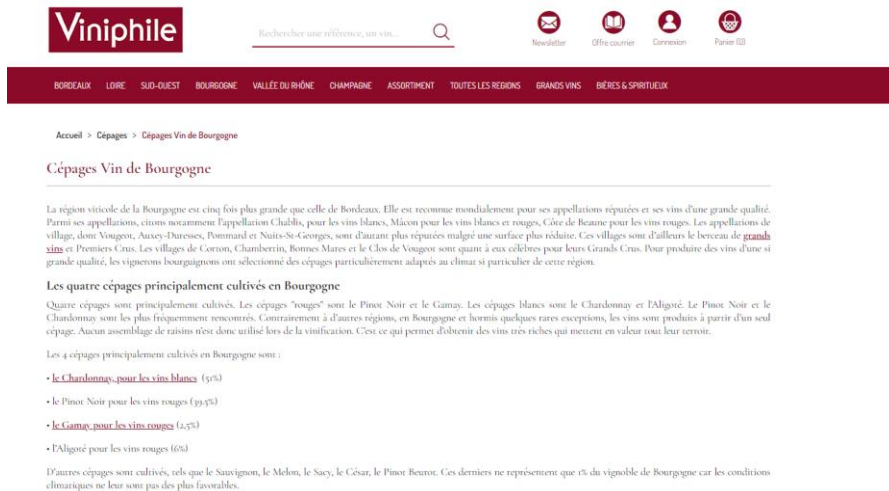 Viniphile
Rechercher une référence, un vin...
Newsletter Offre courrier Connexion Panier (0)
BORDEAUX LOIRE SUD-OUEST BOURGOGNE VALLÉE DU RHÔNE CHAMPAGNE ASSORTIMENT TOUTES LES REGIONS GRANDS VINS BIÈRES & SPIRITUEUX
Accueil > Cépages > Cépages Vin de Bourgogne
Cépages Vin de Bourgogne
La région viticole de la Bourgogne est cinq fois plus grande que celle de Bordeaux. Elle est reconnue mondialement pour ses appellations réputées et ses vins d'une grande qualité.
Parmi ses appellations, citons notamment l'appellation Chablis, pour les vins blancs, Mâcon pour les vins blancs et rouges, Côte de Beaune pour les vins rouges. Les appellations de
village, dont Vougeot, Auxey-Duresses, Pommard et Nuits-St-Georges, sont d'autant plus réputées malgré une surface plus réduite. Ces villages sont d'ailleurs le berceau de grands
vins et Premiers Crus. Les villages de Corton, Chambertin, Bonnes Mares et le Clos de Vougeot sont quant à eux célèbres pour leurs Grands Crus. Pour produire des vins d'une si
grande qualité, les vignerons bourguignons ont sélectionné des cépages particulièrement adaptés au climat si particulier de cette région.
Les quatre cépages principalement cultivés en Bourgogne
Quatre cépages sont principalement cultivés. Les cépages "rouges" sont le Pinot Noir et le Gamay. Les cépages blancs sont le Chardonnay et l'Aligoté. Le Pinot Noir et le
Chardonnay sont les plus fréquemment rencontrés. Contrairement à d'autres régions, en Bourgogne et hormis quelques rares exceptions, les vins sont produits à partir d'un seul
cépage. Aucun assemblage de raisins n'est donc utilisé lors de la vinification. C'est ce qui permet d'obtenir des vins très riches qui mettent en valeur tout leur terroir.
Les 4 cépages principalement cultivés en Bourgogne sont :
• le Chardonnay, pour les vins blancs (51%)
• le Pinot Noir pour les vins rouges (39,5%)
• le Gamay pour les vins rouges (2,5%)
• l'Aligoté pour les vins rouges (6%)
D'autres cépages sont cultivés, tels que le Sauvignon, le Melon, le Sacy, le César, le Pinot Beurot. Ces derniers ne représentent que 1% du vignoble de Bourgogne car les conditions
climatiques ne leur sont pas des plus favorables.